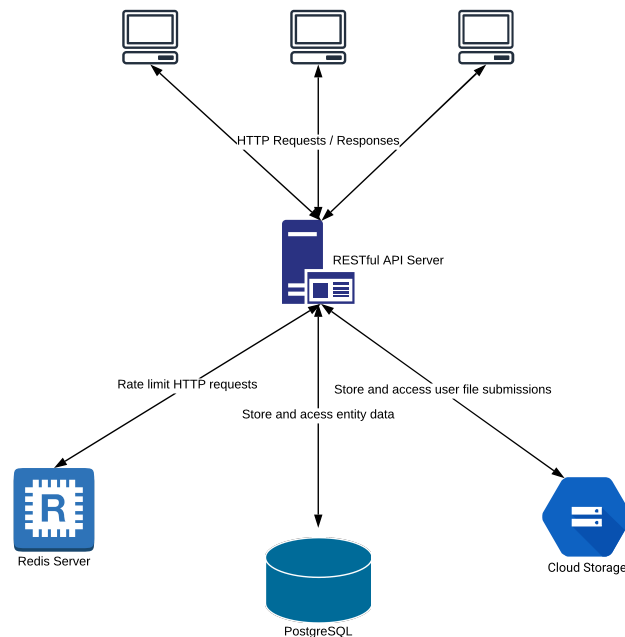 HTTP Requests / Responses
RESTful API Server
Rate limit HTTP requests
Store and access user file submissions
Store and acess entity data
R
Redis Server
Cloud Storage
PostgreSQL